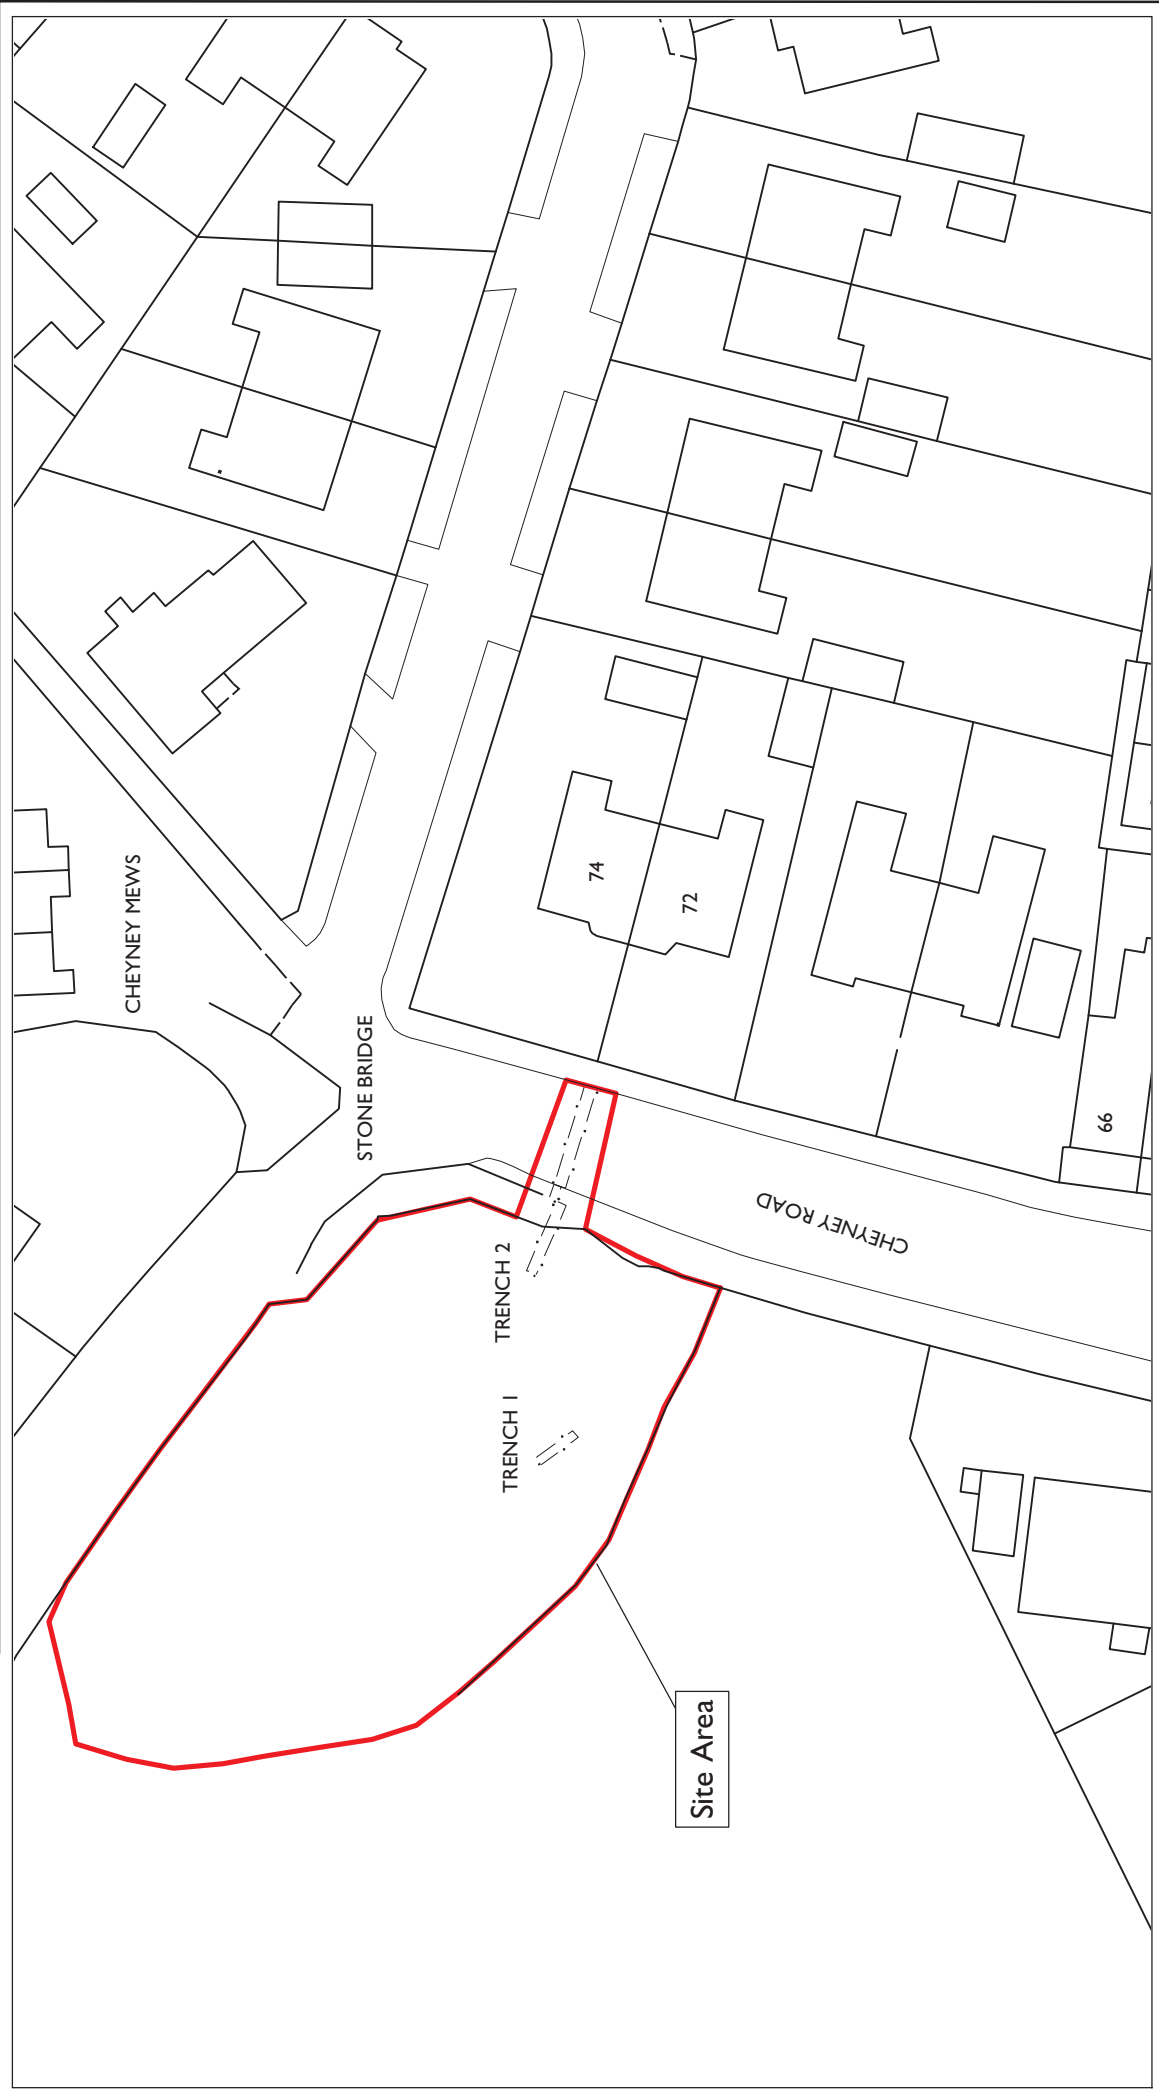 CHEYNEY MEWS
STONE BRIDGE
74
72
66
CHEYNEY ROAD
TRENCH 2
TRENCH 1
Site Area